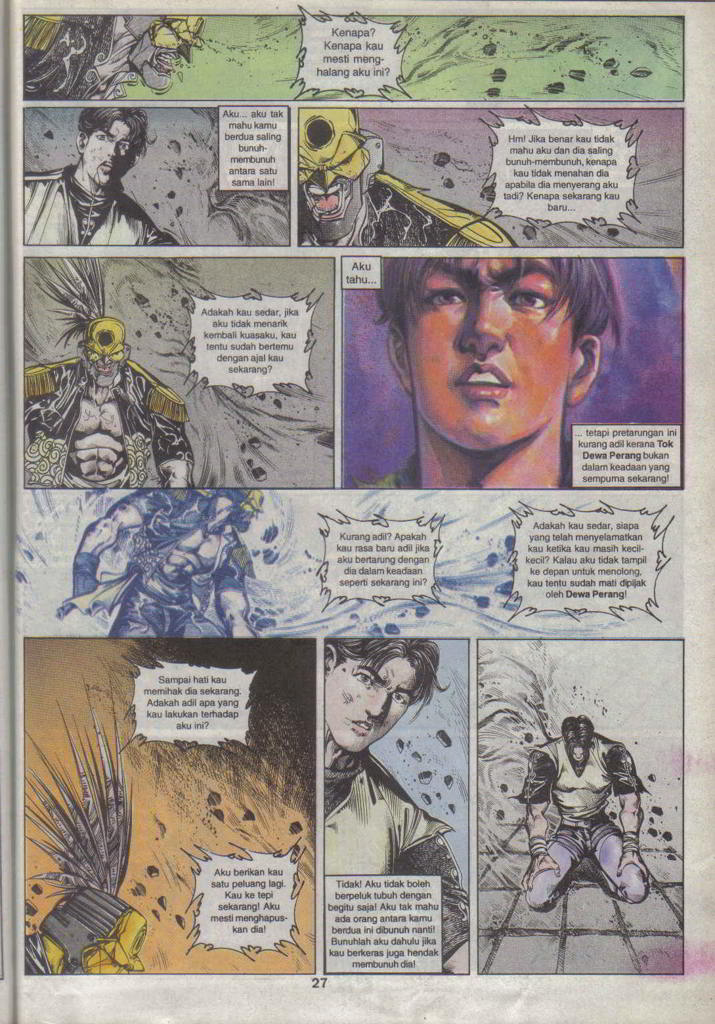 Kenapa?
Kenapa kau
mesti meng-
halang aku ini?
Aku... aku tak
mahu kamu
berdua saling
bunuh-
membunuh
antara satu
sama lain!
Hm! Jika benar kau tidak
mahu aku dan dia saling
bunuh-membunuh, kenapa
kau tidak menahan dia
apabila dia menyerang aku
tadi? Kenapa sekarang kau
baru...
Adakah kau sedar, jika
aku tidak menarik
kembali kuasaku, kau
tentu sudah bertemu
dengan ajal kau
sekarang?
Aku
tahu...
... tetapi pretarungan ini
kurang adil kerana Tok
Dewa Perang bukan
dalam keadaan yang
sempurna sekarang!
Kurang adil? Apakah
kau rasa baru adil jika
aku bertarung dengan
dia dalam keadaan
seperti sekarang ini?
Adakah kau sedar, siapa
yang telah menyelamatkan
kau ketika kau masih kecil-
kecil? Kalau aku tidak tampil
ke depan untuk menolong,
kau tentu sudah mati dipijak
oleh Dewa Perang!
Sampai hati kau
memihak dia sekarang.
Adakah adil apa yang
kau lakukan terhadap
aku ini?
Aku berikan kau
satu peluang lagi.
Kau ke tepi
sekarang! Aku
mesti menghapus-
kan dia!
Tidak! Aku tidak boleh
berpeluk tubuh dengan
begitu saja! Aku tak mahu
ada orang antara kamu
berdua ini dibunuh nanti!
Bunuhlah aku dahulu jika
kau berkeras juga hendak
membunuh dia!
27